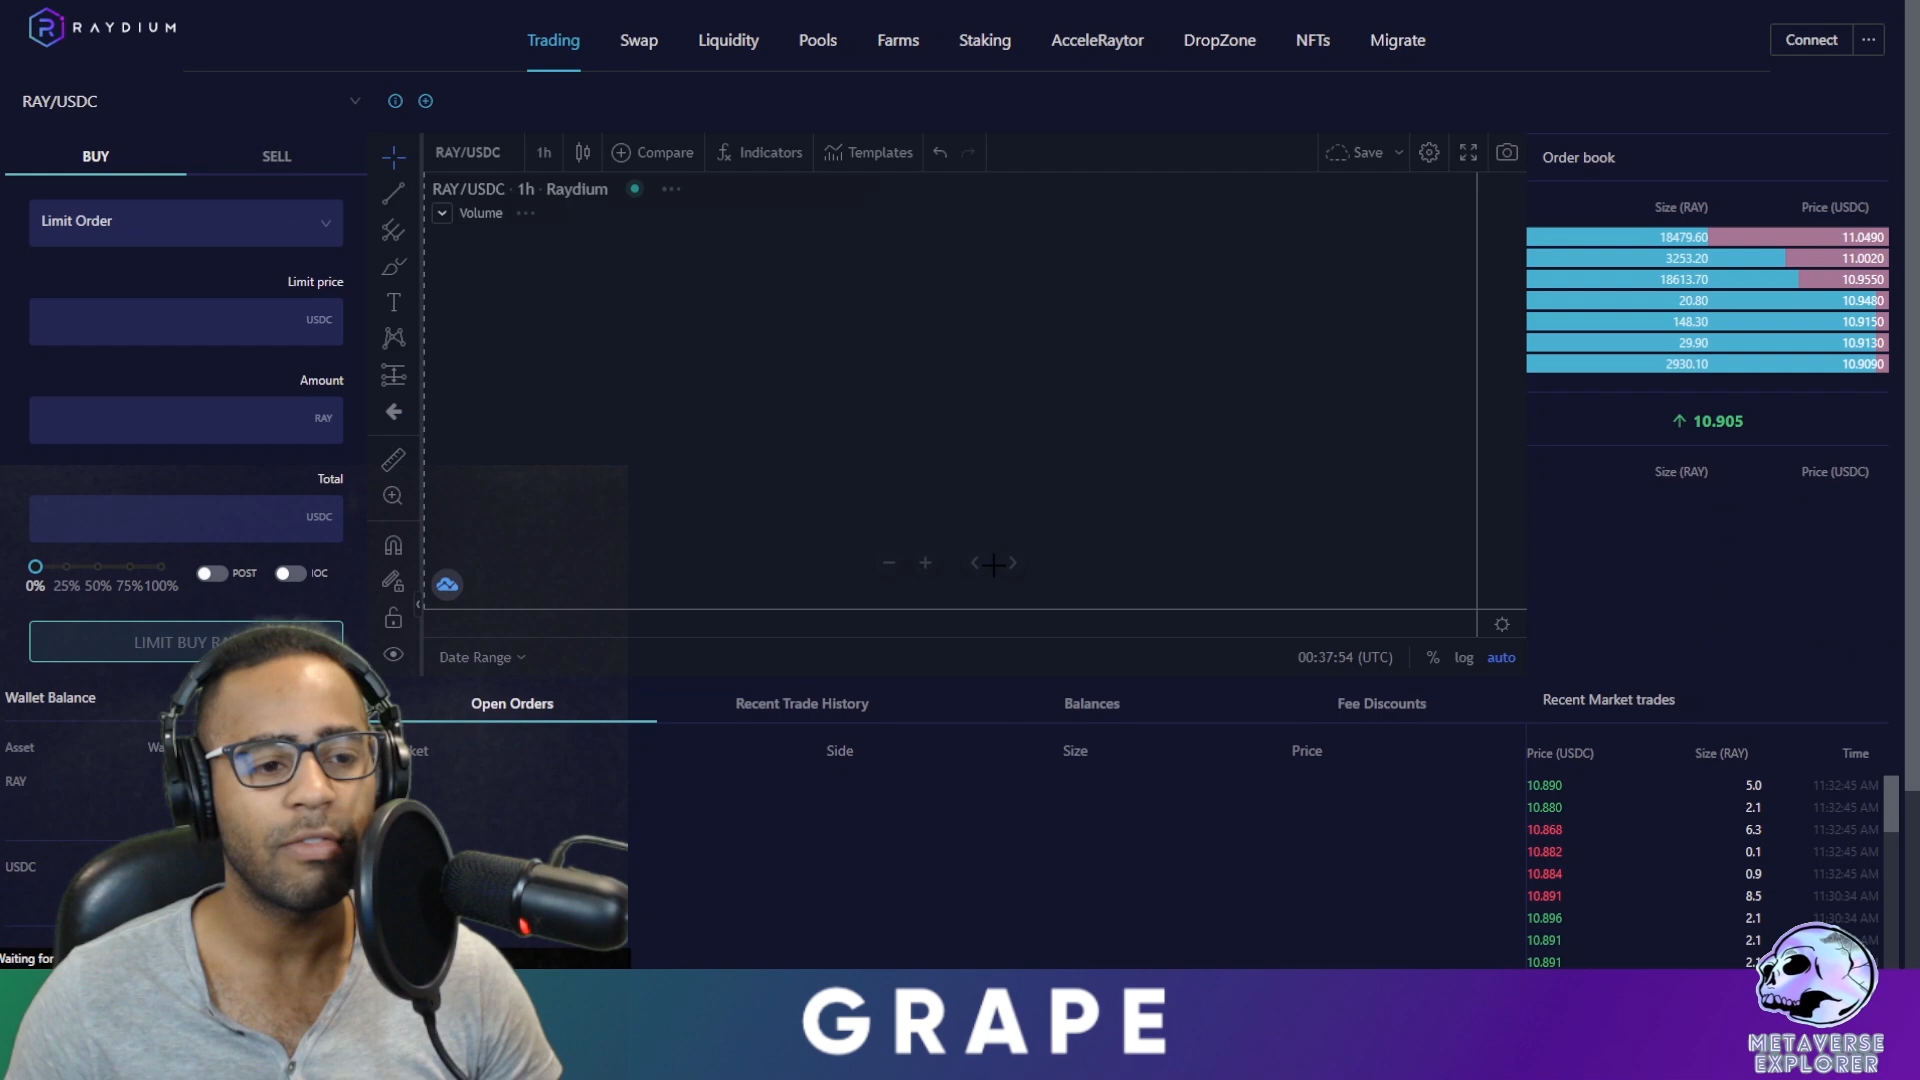 RAYDIUM
Trading Swap Liquidity Pools Farms Staking AcceleRaytor DropZone NFTs Migrate
Connect
RAY/USDC
BUY SELL
Limit Order
Limit price
USDC
Amount
RAY
Total
USDC
0% 25% 50% 75% 100%
POST IOC
LIMIT BUY
Wallet Balance
Asset
RAY
USDC
Waiting for
RAY/USDC 1h Compare Indicators Templates Save
RAY/USDC · 1h · Raydium
Volume
Date Range
00:37:54 (UTC) % log auto
Open Orders Recent Trade History Balances Fee Discounts
Side Size Price
Order book
Size (RAY) Price (USDC)
18479.60 11.0490
3253.20 11.0020
18613.70 10.9550
20.80 10.9480
148.30 10.9150
29.90 10.9130
2930.10 10.9090
↑ 10.905
Size (RAY) Price (USDC)
Recent Market trades
Price (USDC) Size (RAY) Time
10.890 5.0 11:32:45 AM
10.880 2.1 11:32:45 AM
10.868 6.3 11:32:45 AM
10.882 0.1 11:32:45 AM
10.884 0.9 11:32:45 AM
10.891 8.5 11:30:34 AM
10.896 2.1 11:30:34 AM
10.891 2.1 AM
10.891
GRAPE
METAVERSE
EXPLORER